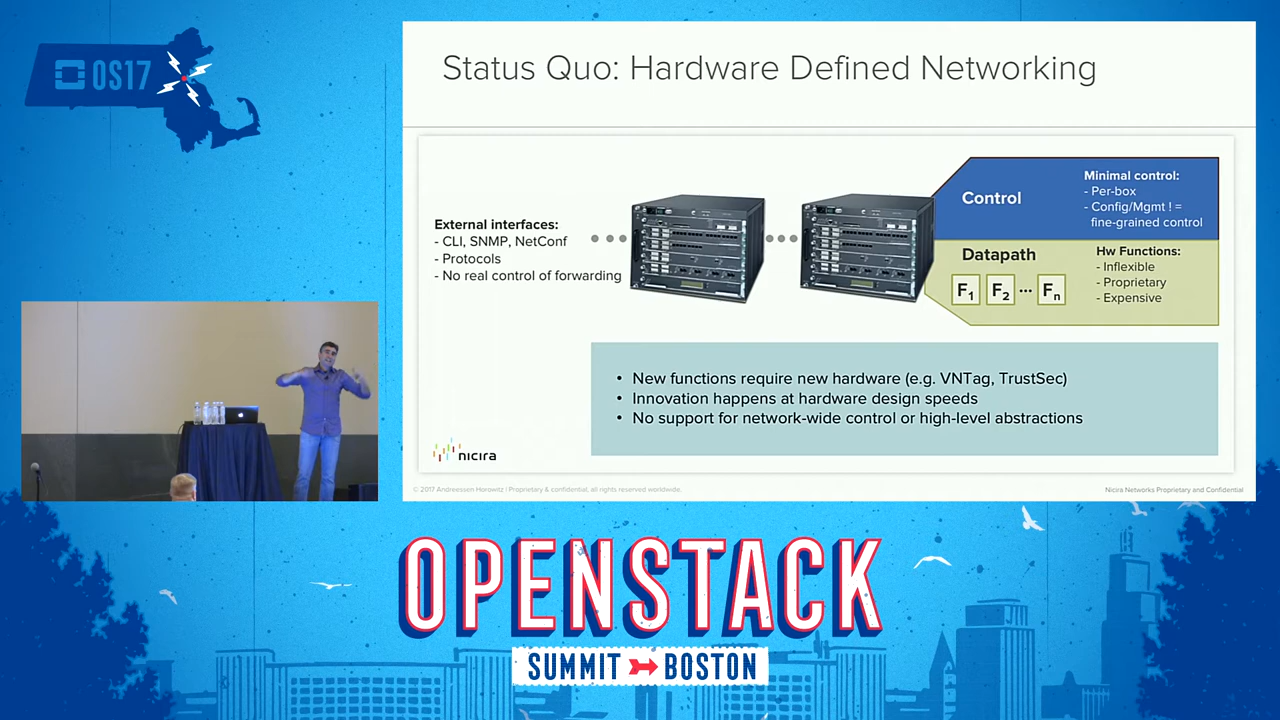 OS17
Status Quo: Hardware Defined Networking
External interfaces:
- CLI, SNMP, NetConf
- Protocols
- No real control of forwarding
Control
Minimal control:
- Per-box
- Config/Mgmt ! =
fine-grained control
Datapath
F1 F2 ... Fn
Hw Functions:
- Inflexible
- Proprietary
- Expensive
• New functions require new hardware (e.g. VNTag, TrustSec)
• Innovation happens at hardware design speeds
• No support for network-wide control or high-level abstractions
nicira
© 2017 Andreessen Horowitz | Proprietary & confidential, all rights reserved worldwide.
Nicira Networks Proprietary and Confidential
OPENSTACK
SUMMIT BOSTON